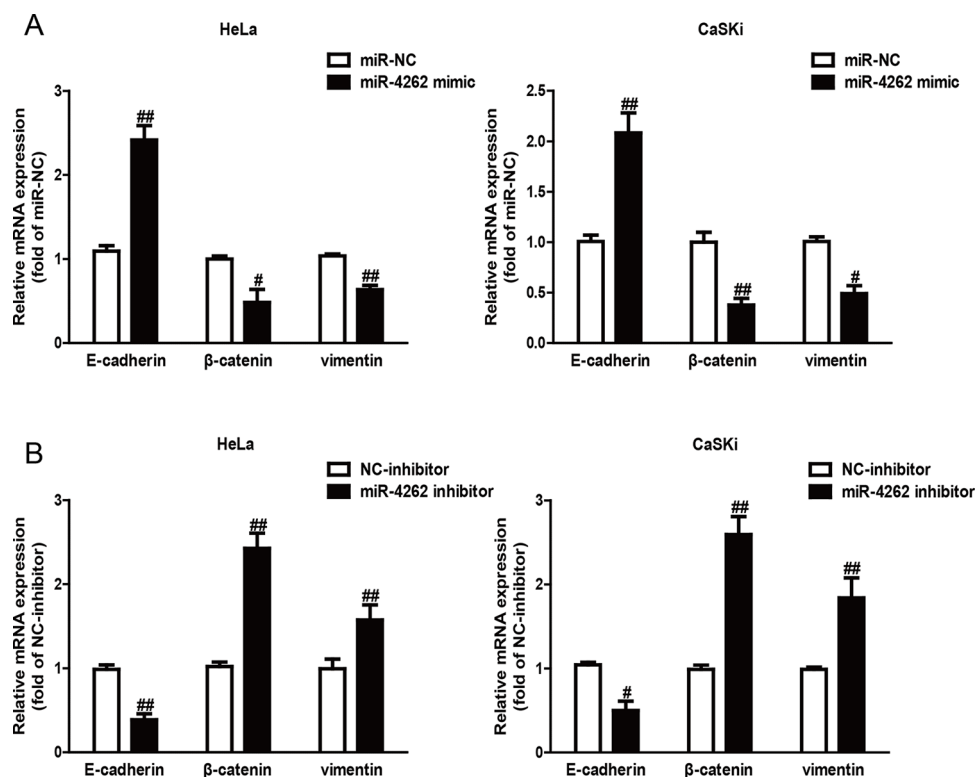 A
HeLa
miR-NC
miR-4262 mimic
Relative mRNA expression
(fold of miR-NC)
3
2
1
0
##
#
##
E-cadherin β-catenin vimentin
CaSKi
miR-NC
miR-4262 mimic
Relative mRNA expression
(fold of miR-NC)
2.5
2.0
1.5
1.0
0.5
0.0
##
##
#
E-cadherin β-catenin vimentin
B
HeLa
NC-inhibitor
miR-4262 inhibitor
Relative mRNA expression
(fold of NC-inhibitor)
3
2
1
0
##
##
##
E-cadherin β-catenin vimentin
CaSKi
NC-inhibitor
miR-4262 inhibitor
Relative mRNA expression
(fold of NC-inhibitor)
3
2
1
0
#
##
##
E-cadherin β-catenin vimentin